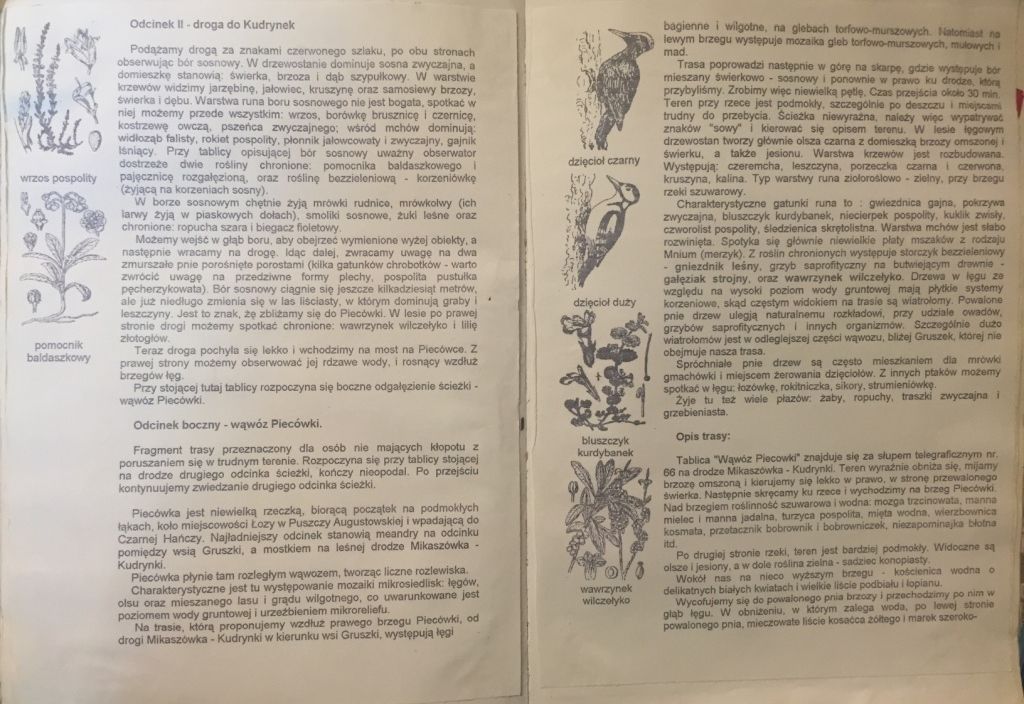 Odcinek II - droga do Kudrynek
Podążamy drogą za znakami czerwonego szlaku, po obu stronach
obserwując bór sosnowy. W drzewostanie dominuje sosna zwyczajna, a
domieszkę stanowią: świerka, brzoza i dąb szypułkowy. W warstwie
krzewów widzimy jarzębinę, jałowiec, kruszynę oraz samosiewy brzozy,
świerka i dębu. Warstwa runa boru sosnowego nie jest bogata, spotkać w
niej możemy przede wszystkim: wrzos, borówkę brusznicę i czernicę,
kostrzewę owczą, pszeńca zwyczajnego; wśród mchów dominują:
widłoząb falisty, rokiet pospolity, płonnik jałowcowaty i zwyczajny, gajnik
lśniący. Przy tablicy opisującej bór sosnowy uważny obserwator
dostrzeże dwie rośliny chronione: pomocnika baldaszkowego i
pajęcznicę rozgałęzioną, oraz roślinę bezzieleniową - korzeniówkę
(żyjącą na korzeniach sosny).
W borze sosnowym chętnie żyją mrówki rudnice, mrówkolwy (ich
larwy żyją w piaskowych dołach), smoliki sosnowe, żuki leśne oraz
chronione: ropucha szara i biegacz fioletowy.
Możemy wejść w głąb boru, aby obejrzeć wymienione wyżej obiekty, a
następnie wracamy na drogę. Idąc dalej, zwracamy uwagę na dwa
zmurszałe pnie porośnięte porostami (kilka gatunków chrobotków - warto
zwrócić uwagę na przedziwne formy plechy, pospolita pustułka
pęcherzykowata). Bór sosnowy ciągnie się jeszcze kilkadziesiąt metrów,
ale już niedługo zmienia się w las liściasty, w którym dominują graby i
leszczyny. Jest to znak, żę zbliżamy się do Piecówki. W lesie po prawej
stronie drogi możemy spotkać chronione: wawrzynek wilczełyko i lilię
złotogłów.
Teraz droga pochyla się lekko i wchodzimy na most na Piecówce. Z
prawej strony możemy obserwować jej rdzawe wody, i rosnący wzdłuż
brzegów łęg.
Przy stojącej tutaj tablicy rozpoczyna się boczne odgałęzienie ścieżki -
wąwóz Piecówki.
Odcinek boczny - wąwóz Piecówki.
Fragment trasy przeznaczony dla osób nie mających kłopotu z
poruszaniem się w trudnym terenie. Rozpoczyna się przy tablicy stojącej
na drodze drugiego odcinka ścieżki, kończy nieopodal. Po przejściu
kontynuujemy zwiedzanie drugiego odcinka ścieżki.
Piecówka jest niewielką rzeczką, biorącą początek na podmokłych
łąkach, koło miejscowości Łozy w Puszczy Augustowskiej i wpadającą do
Czarnej Hańczy. Najładniejszy odcinek stanowią meandry na odcinku
pomiędzy wsią Gruszki, a mostkiem na leśnej drodze Mikaszówka -
Kudrynki.
Piecówka płynie tam rozległym wąwozem, tworząc liczne rozlewiska.
Charakterystyczne jest tu występowanie mozaiki mikrosiedlisk: łęgów,
olsu oraz mieszanego lasu i grądu wilgotnego, co uwarunkowane jest
poziomem wody gruntowej i urzeźbieniem mikroreliefu.
Na trasie, którą proponujemy wzdłuż prawego brzegu Piecówki, od
drogi Mikaszówka - Kudrynki w kierunku wsi Gruszki, występują łęgi
wrzos pospolity
pomocnik
baldaszkowy
bagienne i wilgotne, na glebach torfowo-murszowych. Natomiast na
lewym brzegu występuje mozaika gleb torfowo-murszowych, mułowych i
mad.
Trasa poprowadzi następnie w górę na skarpę, gdzie występuje bór
mieszany świerkowo - sosnowy i ponownie w prawo ku drodze, którą
przybyliśmy. Zrobimy więc niewielką pętlę. Czas przejścia około 30 min.
Teren przy rzece jest podmokły, szczególnie po deszczu i miejscami
trudny do przebycia. Ścieżka niewyraźna, należy więc wypatrywać
znaków "sowy" i kierować się opisem terenu. W lesie łęgowym
drzewostan tworzy głównie olsza czarna z domieszką brzozy omszonej i
świerku, a także jesionu. Warstwa krzewów jest rozbudowana.
Występują: czeremcha, leszczyna, porzeczka czarna i czerwona,
kruszyna, kalina. Typ warstwy runa ziołoroślowo - zielny, przy brzegu
rzeki szuwarowy.
Charakterystyczne gatunki runa to : gwiezdnica gajna, pokrzywa
zwyczajna, bluszczyk kurdybanek, niecierpek pospolity, kuklik zwisły,
czworolist pospolity, śledzienica skrętolistna. Warstwa mchów jest słabo
rozwinięta. Spotyka się głównie niewielkie płaty mszaków z rodzaju
Mnium (merzyk). Z roślin chronionych występuje storczyk bezzieleniowy
- gniezdnik leśny, grzyb saprofityczny na butwiejącym drewnie -
gałęziak strojny, oraz wawrzynek wilczełyko. Drzewa w łęgu ze
względu na wysoki poziom wody gruntowej mają płytkie systemy
korzeniowe, skąd częstym widokiem na trasie są wiatrołomy. Powalone
pnie drzew ulegją naturalnemu rozkładowi, przy udziale owadów,
grzybów saprofitycznych i innych organizmów. Szczególnie dużo
wiatrołomów jest w odleglejszej części wąwozu, bliżej Gruszek, której nie
obejmuje nasza trasa.
Spróchniałe pnie drzew są często mieszkaniem dla mrówki
gmachówki i miejscem żerowania dzięciołów. Z innych ptaków możemy
spotkać w łęgu: łozówkę, rokitniczka, sikory, strumieniówkę.
Żyje tu też wiele płazów: żaby, ropuchy, traszki zwyczajna i
grzebieniasta.
Opis trasy:
Tablica "Wąwóz Piecowki" znajduje się za słupem telegraficznym nr.
66 na drodze Mikaszówka - Kudrynki. Teren wyraźnie obniża się, mijamy
brzozę omszoną i kierujemy się lekko w prawo, w stronę przewalonego
świerka. Następnie skręcamy ku rzece i wychodzimy na brzeg Piecówki.
Nad brzegiem roślinność szuwarowa i wodna: mozga trzcinowata, manna
mielec i manna jadalna, turzyca pospolita, mięta wodna, wierzbownica
kosmata, przetacznik bobrownik i bobrowniczek, niezapominajka błotna
itd.
Po drugiej stronie rzeki, teren jest bardziej podmokły. Widoczne są
olsze i jesiony, a w dole roślina zielna - sadziec konopiasty.
Wokół nas na nieco wyższym brzegu - kościenica wodna o
delikatnych białych kwiatach i wielkie liście podbiału i łopianu.
Wycofujemy się do powalonego pnia brzozy i przechodzimy po nim w
głąb łęgu. W obniżeniu, w którym zalega woda, po lewej stronie
powalonego pnia, mieczowate liście kosaćca żółtego i marek szeroko-
dzięcioł czarny
dzięcioł duży
bluszczyk
kurdybanek
wawrzynek
wilczełyko